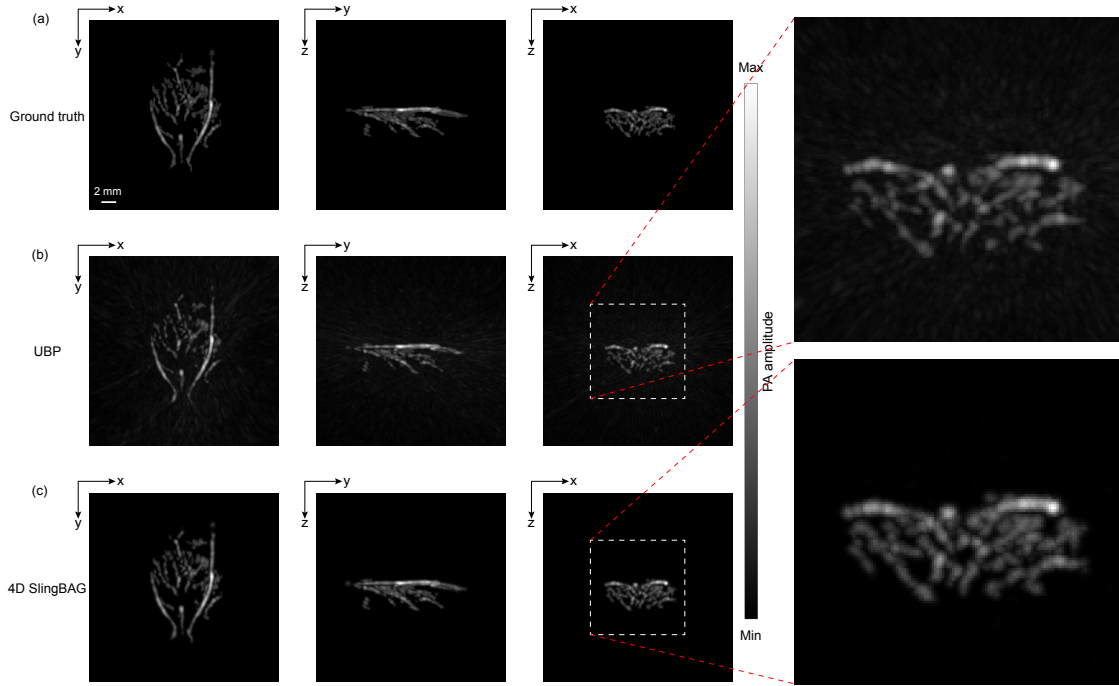 (a)
x
y
y
z
x
z
Max
Ground truth
2 mm
(b)
x
y
y
z
x
z
UBP
PA amplitude
(c)
x
y
y
z
x
z
4D SlingBAG
Min